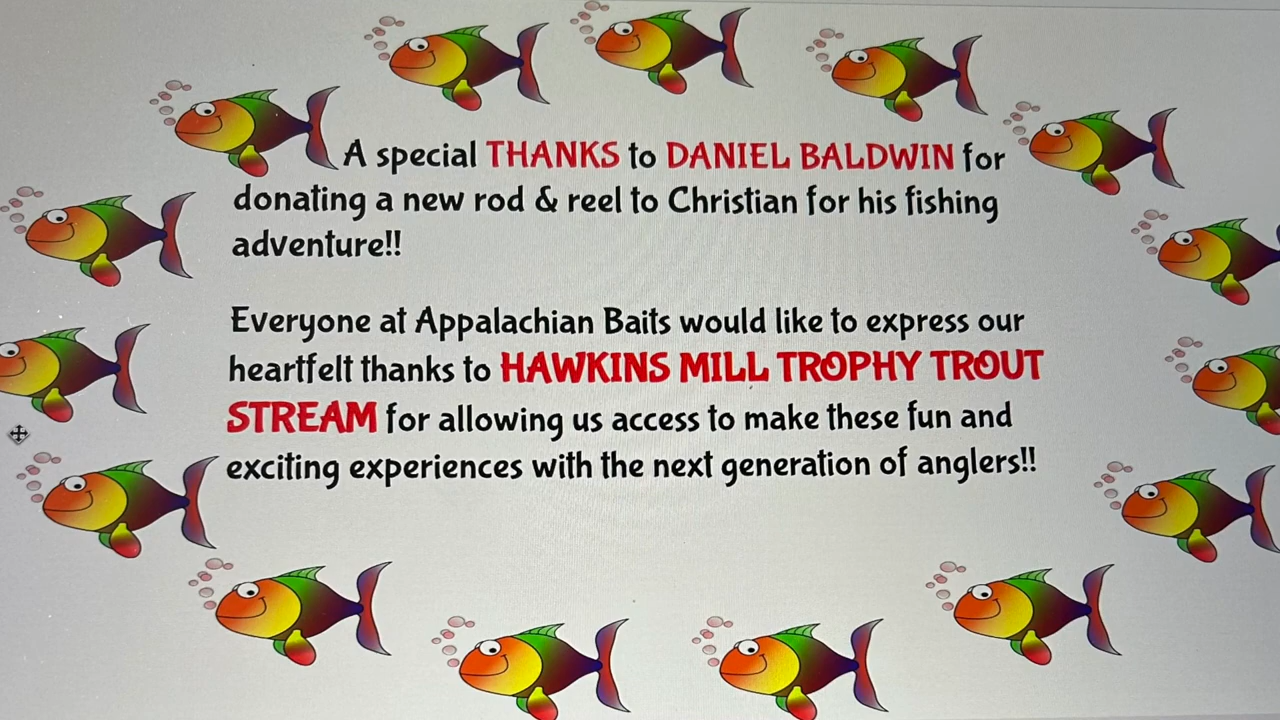 A special THANKS to DANIEL BALDWIN for
donating a new rod & reel to Christian for his fishing
adventure!!
Everyone at Appalachian Baits would like to express our
heartfelt thanks to HAWKINS MILL TROPHY TROUT
STREAM for allowing us access to make these fun and
exciting experiences with the next generation of anglers!!